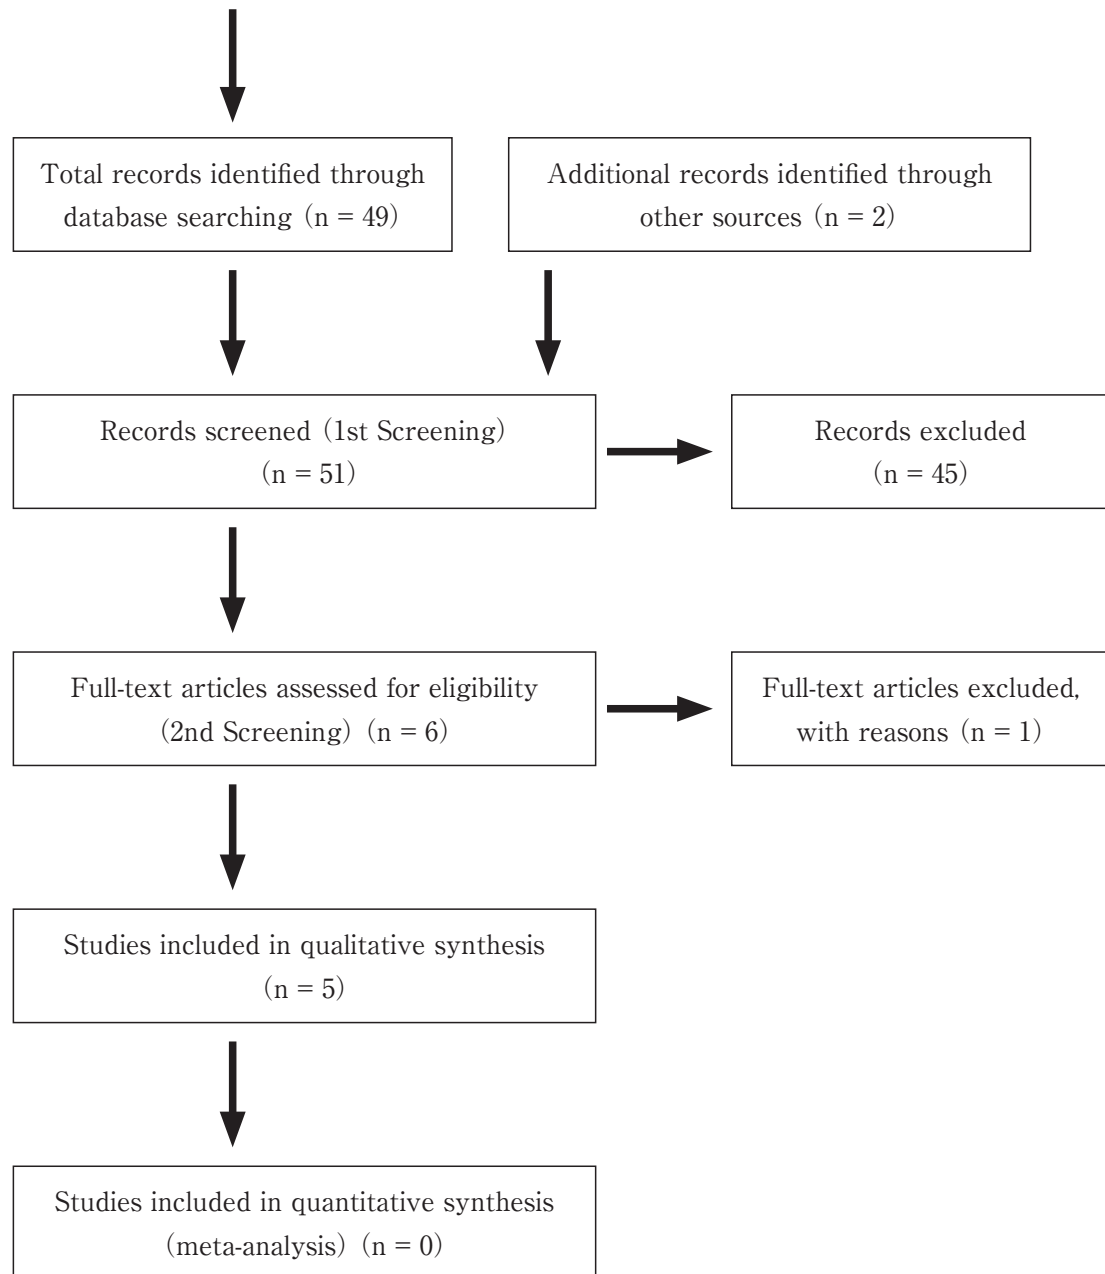 Total records identified through
database searching (n = 49)
Additional records identified through
other sources (n = 2)
Records screened (1st Screening)
(n = 51)
Records excluded
(n = 45)
Full-text articles assessed for eligibility
(2nd Screening) (n = 6)
Full-text articles excluded,
with reasons (n = 1)
Studies included in qualitative synthesis
(n = 5)
Studies included in quantitative synthesis
(meta-analysis) (n = 0)